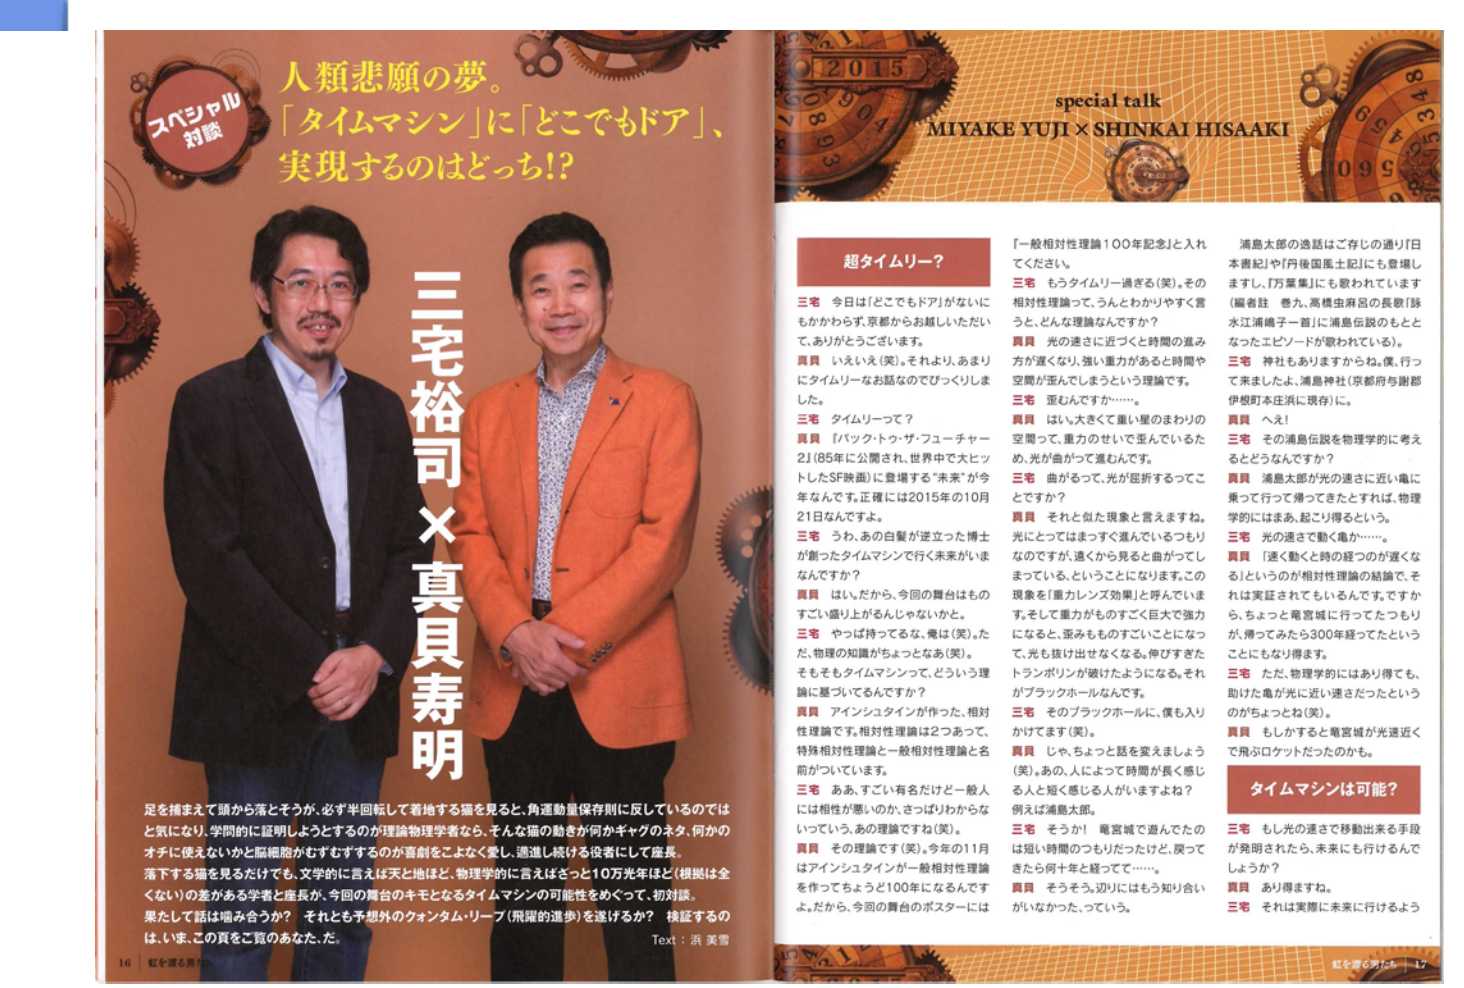 スペシャル
対談
人類悲願の夢。
「タイムマシン」に「どこでもドア」、
実現するのはどっち!?
三宅裕司×真貝寿明
足を捕まえて頭から落とそうが、必ず半回転して着地する猫を見ると、角運動量保存則に反しているのでは
と気になり、学問的に証明しようとするのが理論物理学者なら、そんな猫の動きが何かギャグのネタ、何かの
オチに使えないかと脳細胞がむずむずするのが喜劇をこよなく愛し、邁進し続ける役者にして座長。
落下する猫を見るだけでも、文学的に言えば天と地ほど、物理学的に言えばざっと10万光年ほど(根拠は全
くない)の差がある学者と座長が、今回の舞台のキモとなるタイムマシンの可能性をめぐって、初対談。
果たして話は噛み合うか? それとも予想外のクォンタム・リープ(飛躍的進歩)を遂げるか? 検証するの
は、いま、この頁をご覧のあなた、だ。
Text：浜 美雪
16 虹を渡る男た
2015
special talk
MIYAKE YUJI × SHINKAI HISAAKI
超タイムリー?
三宅 今日は「どこでもドア」がないに
もかかわらず、京都からお越しいただい
て、ありがとうございます。
真貝 いえいえ(笑)。それより、あまり
にタイムリーなお話なのでびっくりしま
した。
三宅 タイムリーって?
真貝 『バック・トゥ・ザ・フューチャー
2』(85年に公開され、世界中で大ヒッ
トしたSF映画)に登場する“未来”が今
年なんです。正確には2015年の10月
21日なんですよ。
三宅 うわ、あの白髪が逆立った博士
が創ったタイムマシンで行く未来がいま
なんですか?
真貝 はい。だから、今回の舞台はもの
すごい盛り上がるんじゃないかと。
三宅 やっぱ持ってるな、俺は(笑)。た
だ、物理の知識がちょっとなあ(笑)。
そもそもタイムマシンって、どういう理
論に基づいてるんですか?
真貝 アインシュタインが作った、相対
性理論です。相対性理論は2つあって、
特殊相対性理論と一般相対性理論と名
前がついています。
三宅 ああ、すごい有名だけど一般人
には相性が悪いのか、さっぱりわからな
いっていう、あの理論ですね(笑)。
真貝 その理論です(笑)。今年の11月
はアインシュタインが一般相対性理論
を作ってちょうど100年になるんです
よ。だから、今回の舞台のポスターには
『一般相対性理論100年記念』と入れ
てください。
三宅 もうタイムリー過ぎる(笑)。その
相対性理論って、うんとわかりやすく言
うと、どんな理論なんですか?
真貝 光の速さに近づくと時間の進み
方が遅くなり、強い重力があると時間や
空間が歪んでしまうという理論です。
三宅 歪むんですか……。
真貝 はい。大きくて重い星のまわりの
空間って、重力のせいで歪んでいるた
め、光が曲がって進むんです。
三宅 曲がるって、光が屈折するってこ
とですか?
真貝 それと似た現象と言えますね。
光にとってはまっすぐ進んでいるつもり
なのですが、遠くから見ると曲がってし
まっている、ということになります。この
現象を「重力レンズ効果」と呼んでいま
す。そして重力がものすごく巨大で強力
になると、歪みもものすごいことになっ
て、光も抜け出せなくなる。伸びすぎた
トランポリンが破けたようになる。それ
がブラックホールなんです。
三宅 そのブラックホールに、僕も入り
かけてます(笑)。
真貝 じゃ、ちょっと話を変えましょう
(笑)。あの、人によって時間が長く感じ
る人と短く感じる人がいますよね?
例えば浦島太郎。
三宅 そうか! 竜宮城で遊んでたの
は短い時間のつもりだったけど、戻って
きたら何十年と経ってて……。
真貝 そうそう。辺りにはもう知り合い
がいなかった、っていう。
浦島太郎の逸話はご存じの通り『日
本書紀』や『丹後国風土記』にも登場し
ますし、『万葉集』にも歌われています
(編者註 巻九、高橋虫麻呂の長歌「詠
水江浦嶋子一首」に浦島伝説のもとと
なったエピソードが歌われている)。
三宅 神社もありますからね。僕、行っ
て来ましたよ、浦島神社(京都府与謝郡
伊根町本庄浜に現存)に。
真貝 へえ!
三宅 その浦島伝説を物理学的に考え
るとどうなんですか?
真貝 浦島太郎が光の速さに近い亀に
乗って行って帰ってきたとすれば、物理
学的にはまあ、起こり得るという。
三宅 光の速さで動く亀か……。
真貝 「速く動くと時の経つのが遅くな
る」というのが相対性理論の結論で、そ
れは実証されてもいるんです。ですか
ら、ちょっと竜宮城に行ってたつもり
が、帰ってみたら300年経ってたという
ことにもなり得ます。
三宅 ただ、物理学的にはあり得ても、
助けた亀が光に近い速さだったという
のがちょっとね(笑)。
真貝 もしかすると竜宮城が光速近く
で飛ぶロケットだったのかも。
タイムマシンは可能?
三宅 もし光の速さで移動出来る手段
が発明されたら、未来にも行けるんで
しょうか?
真貝 あり得ますね。
三宅 それは実際に未来に行けるよう
虹を渡る男たち 17